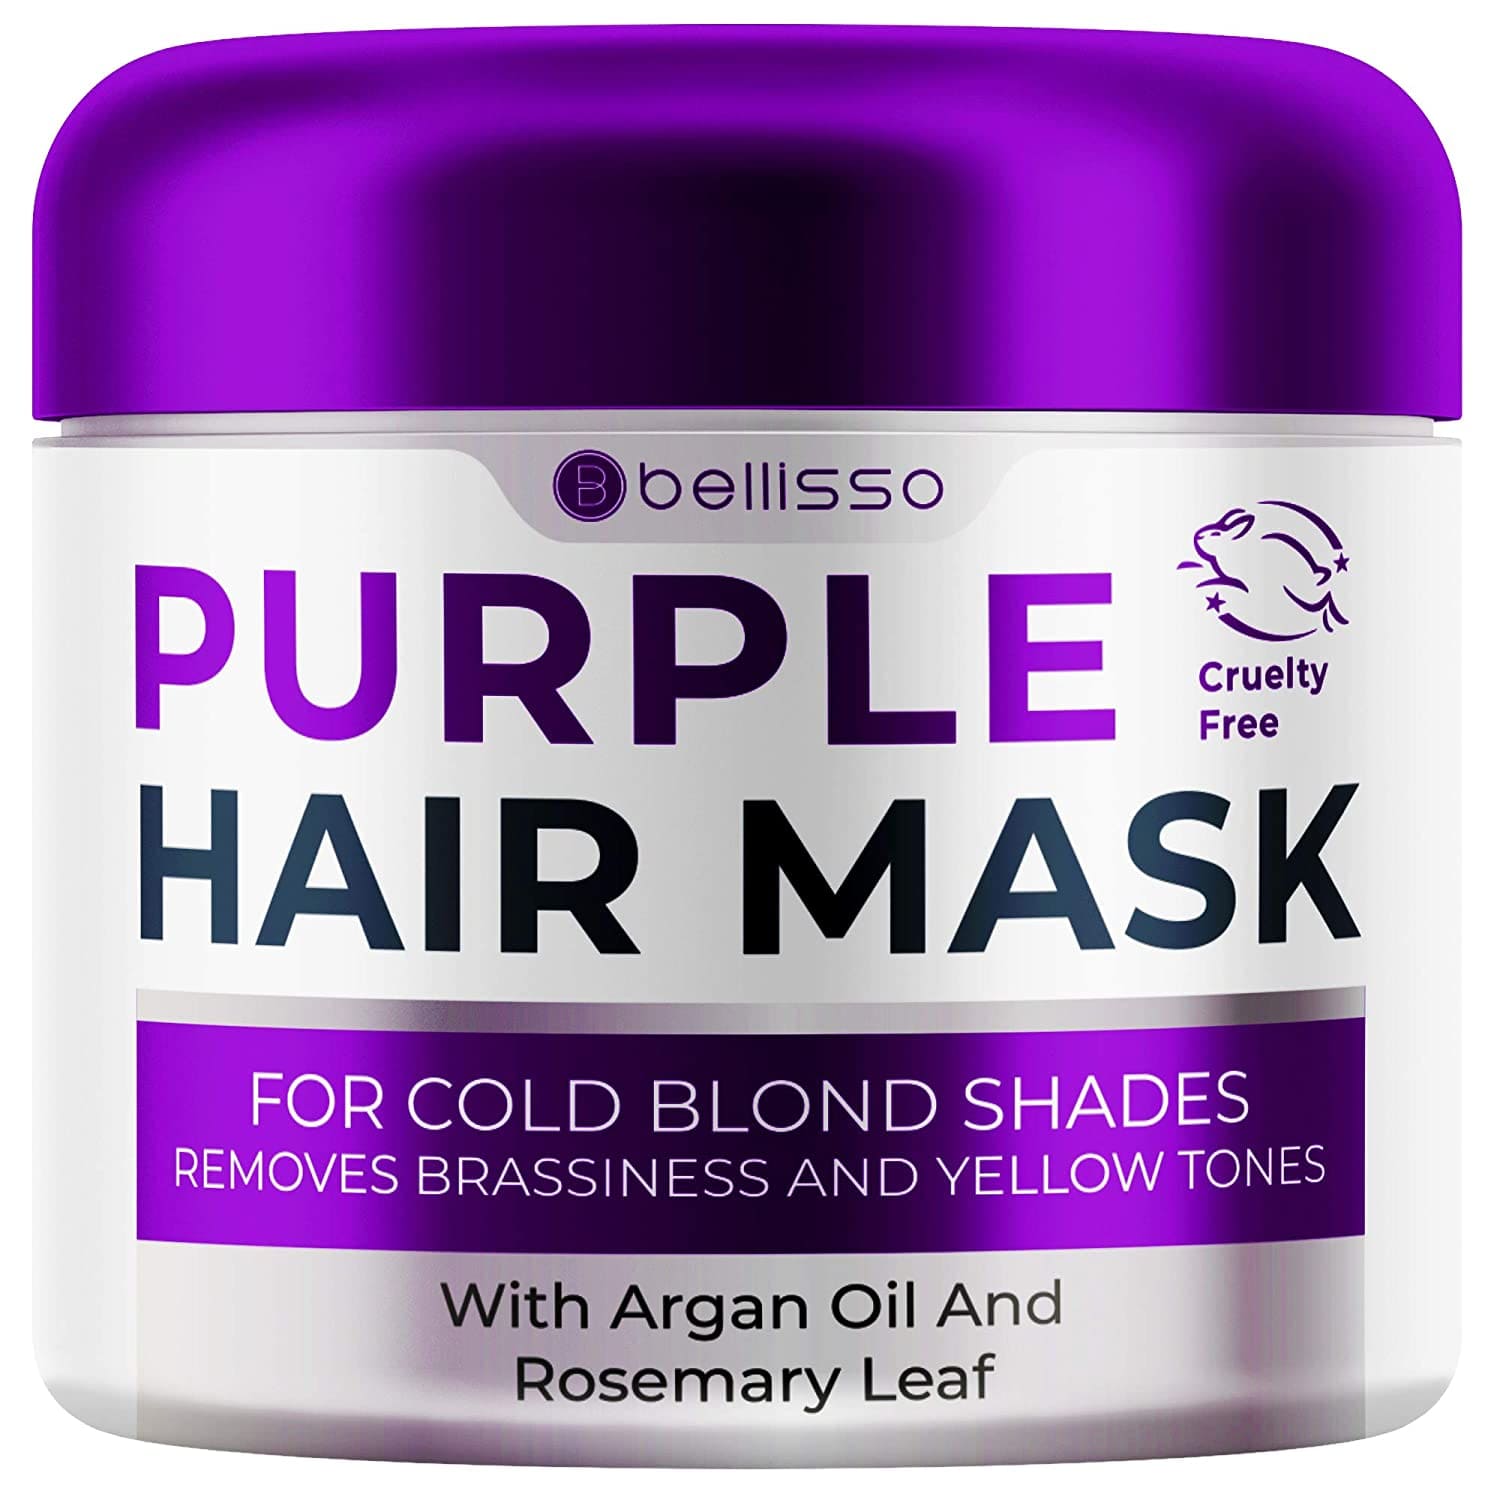 B bellisso
PURPLE
Cruelty
Free
HAIR MASK
FOR COLD BLOND SHADES
REMOVES BRASSINESS AND YELLOW TONES
With Argan Oil And
Rosemary Leaf